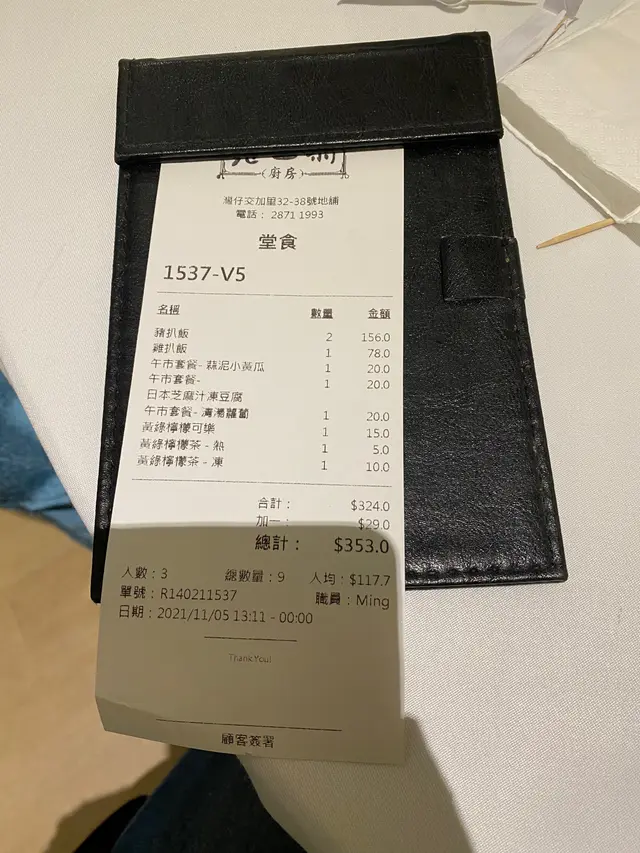 (廚房)
灣仔交加里32-38號地舖
電話: 2871 1993
堂食
1537-V5
名稱 數量 金額
豬扒飯 2 156.0
雞扒飯 1 78.0
午市套餐- 蒜泥小黃瓜 1 20.0
午市套餐- 1 20.0
日本芝麻汁凍豆腐
午市套餐- 清湯蘿蔔 1 20.0
黃綠檸檬可樂 1 15.0
黃綠檸檬茶 - 熱 1 5.0
黃綠檸檬茶 - 凍 1 10.0
合計: $324.0
加一: $29.0
總計: $353.0
人數:3 總數量:9 人均:$117.7
單號:R140211537 職員:Ming
日期:2021/11/05 13:11 - 00:00
Thank You!
顧客簽署